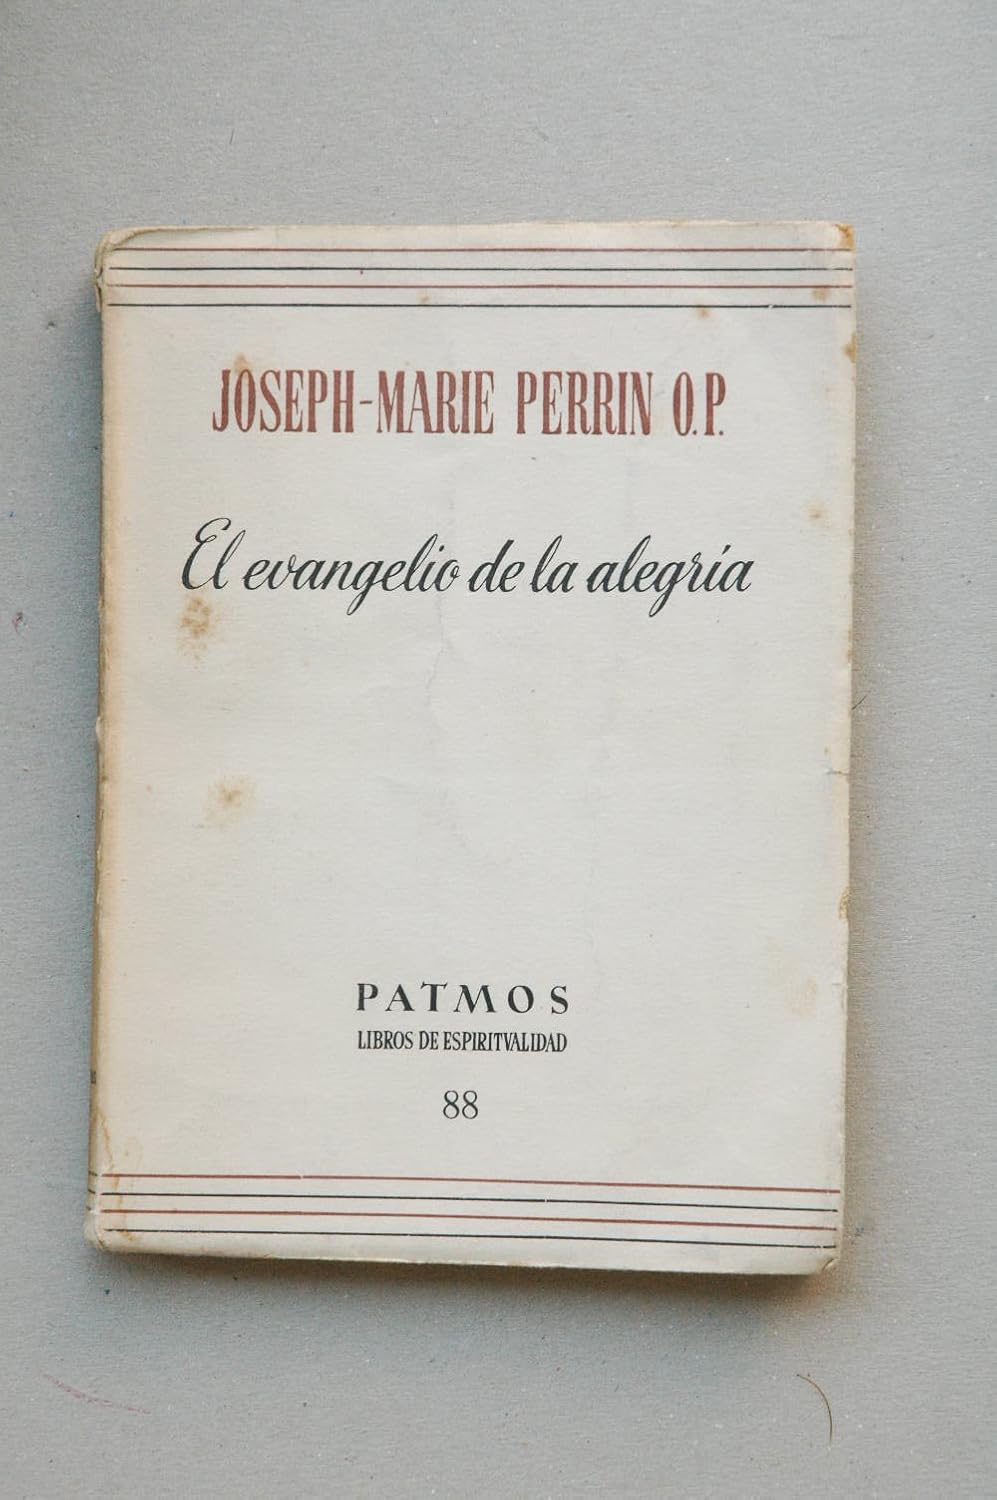 JOSEPH-MARIE PERRIN O.P.
El evangelio de la alegría
PATMOS
LIBROS DE ESPIRITVALIDAD
88